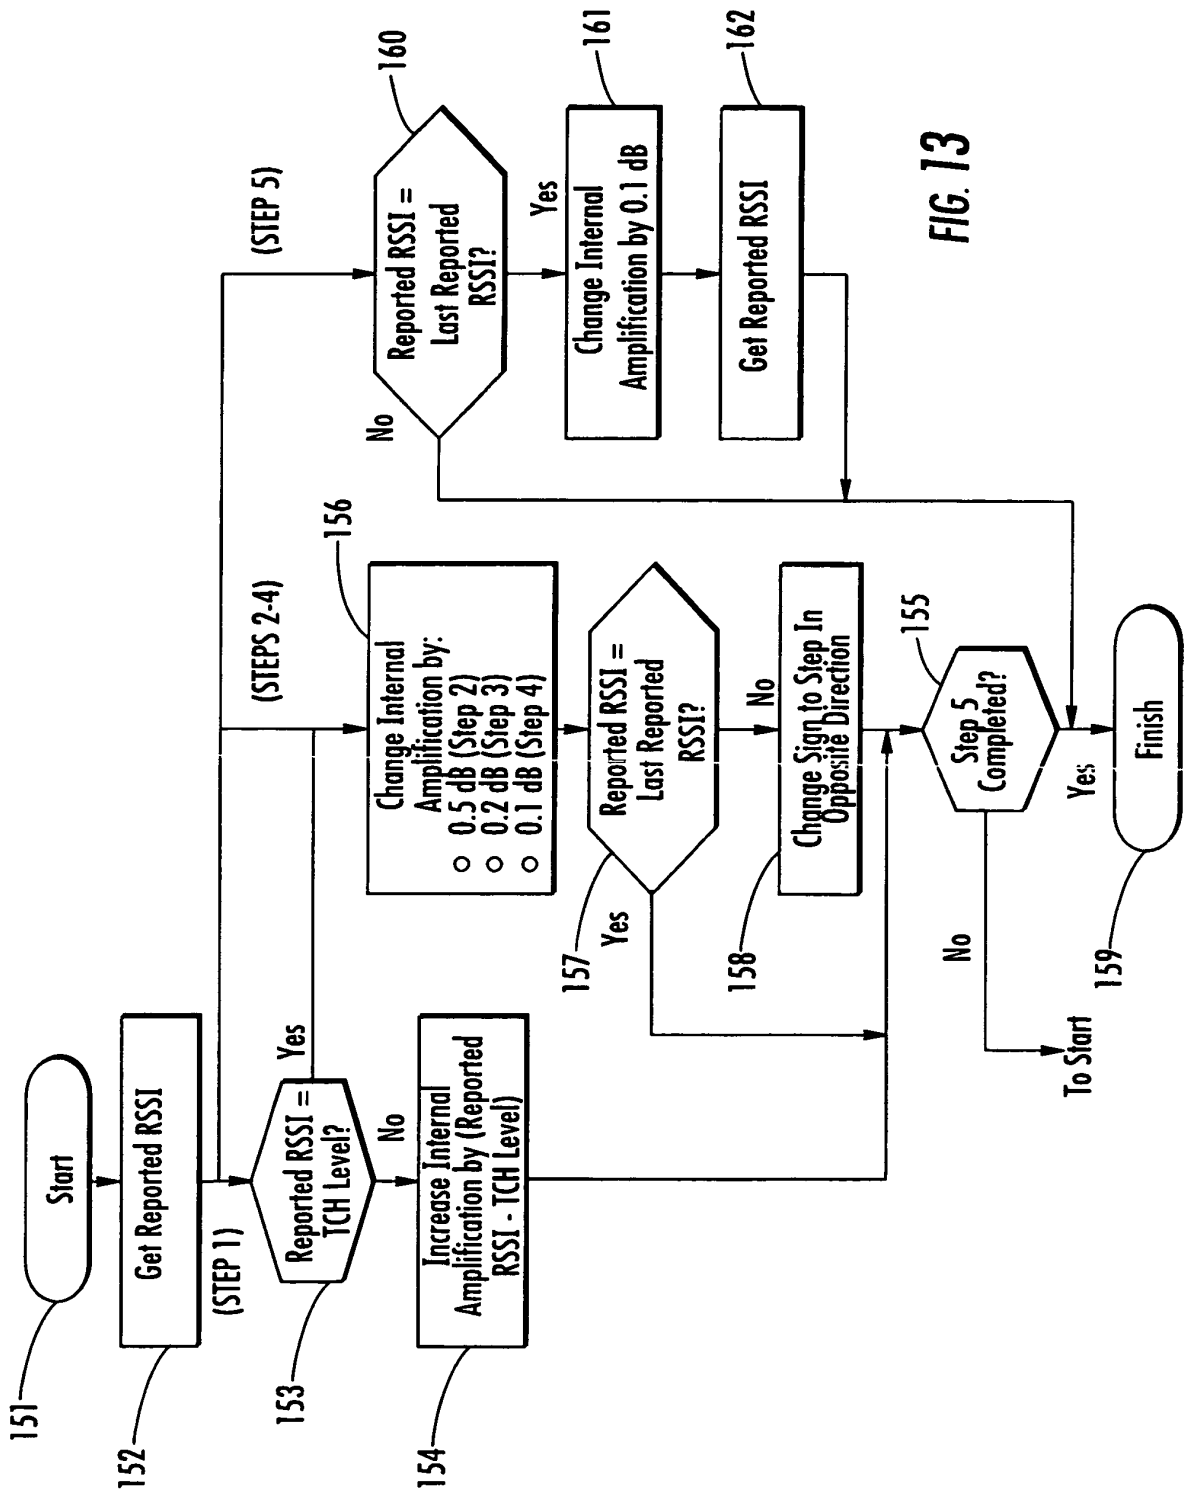 151
Start
152
Get Reported RSSI
(STEP 1)
153
Reported RSSI =
TCH Level?
Yes
No
154
Increase Internal
Amplification by (Reported
RSSI - TCH Level)
(STEPS 2-4)
156
Change Internal
Amplification by:
○ 0.5 dB (Step 2)
○ 0.2 dB (Step 3)
○ 0.1 dB (Step 4)
157
Reported RSSI =
Last Reported
RSSI?
Yes
No
158
Change Sign to Step In
Opposite Direction
155
Step 5
Completed?
No
Yes
To Start
159
Finish
(STEP 5)
160
Reported RSSI =
Last Reported
RSSI?
No
Yes
161
Change Internal
Amplification by 0.1 dB
162
Get Reported RSSI
FIG. 13